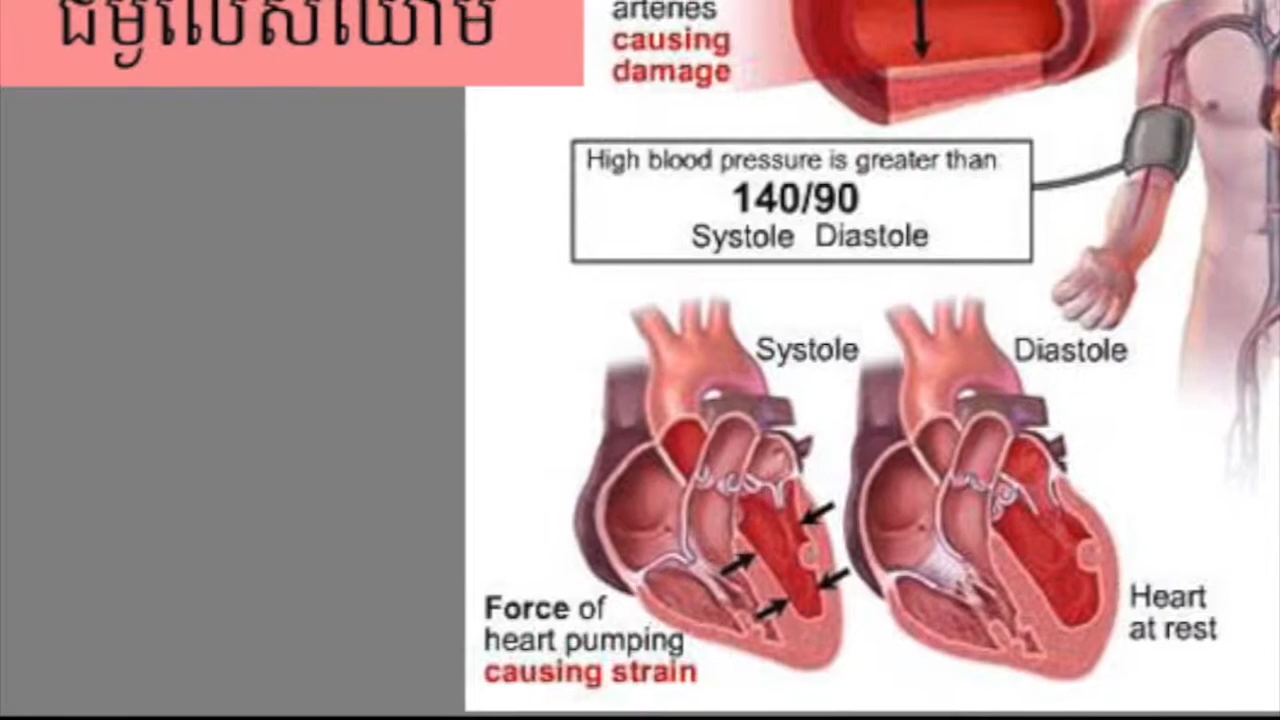 ជម្ងឺលើសឈាម
arteries
causing
damage
High blood pressure is greater than
140/90
Systole Diastole
Systole
Diastole
Force of
heart pumping
causing strain
Heart
at rest